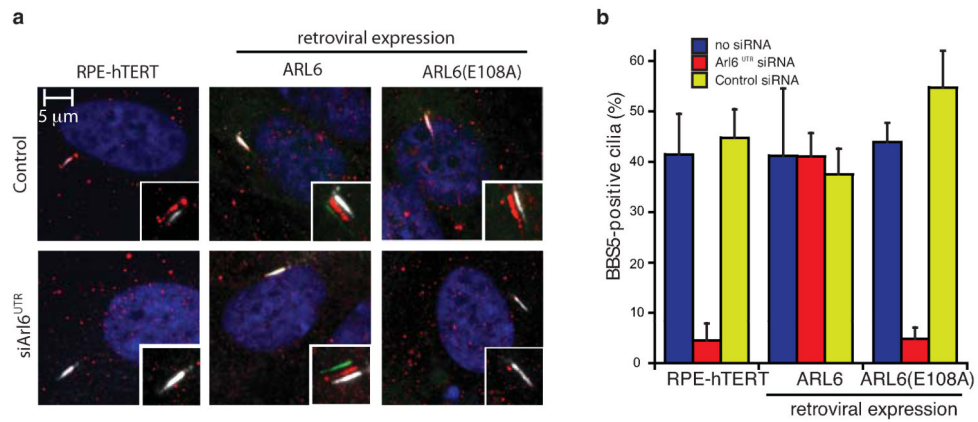 a
retroviral expression
RPE-hTERT
ARL6
ARL6(E108A)
5 μm
Control
siArl6UTR
b
no siRNA
Arl6 UTR siRNA
Control siRNA
BBS5-positive cilia (%)
60
50
40
30
20
10
0
RPE-hTERT
ARL6
ARL6(E108A)
retroviral expression